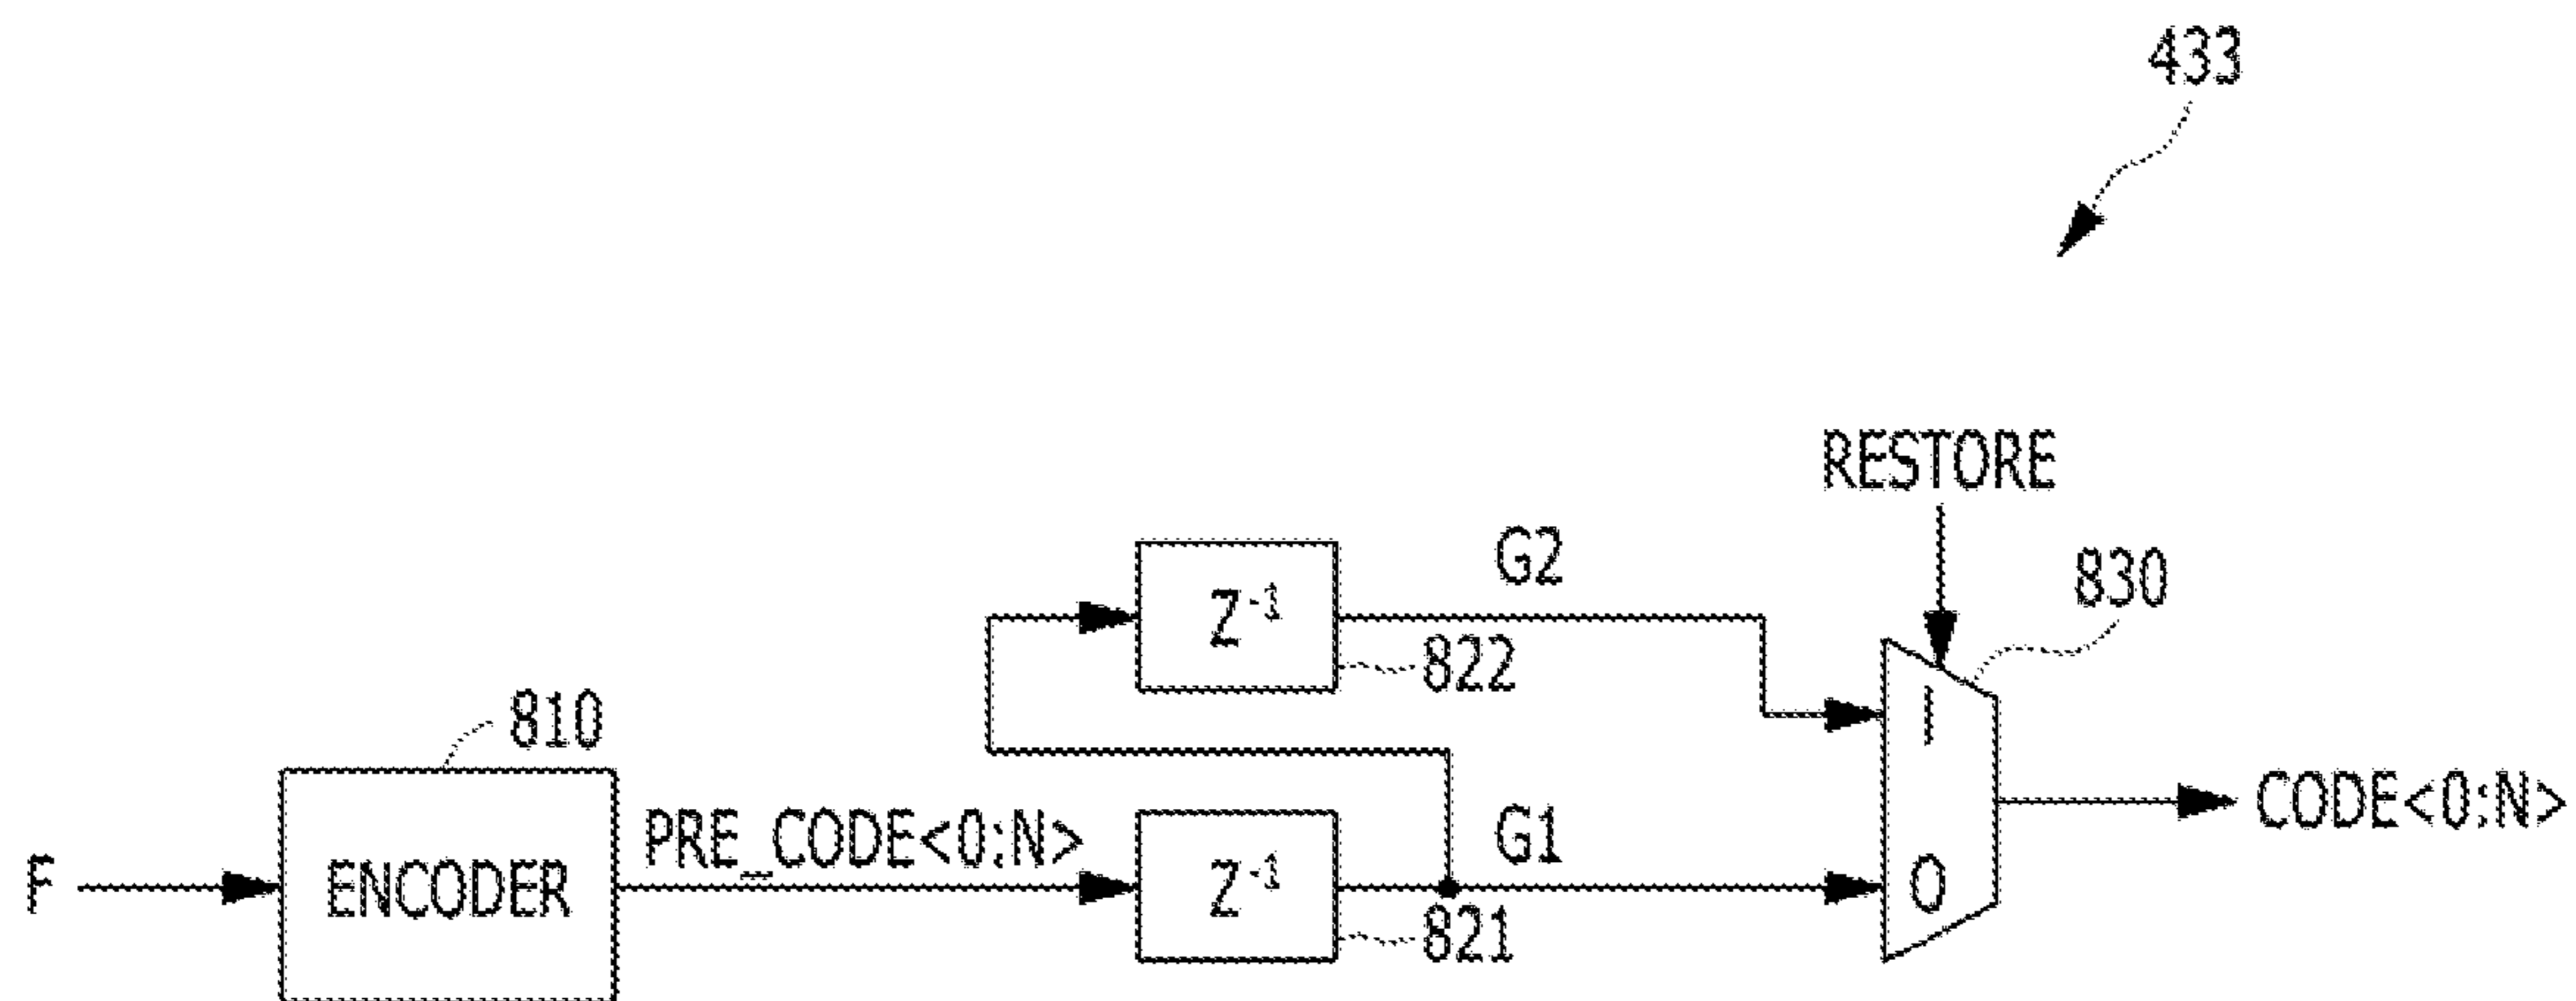 433
RESTORE
G2
830
Z-1
822
810
PRE_CODE<0:N>
G1
1
CODE<0:N>
F
ENCODER
Z-1
0
821